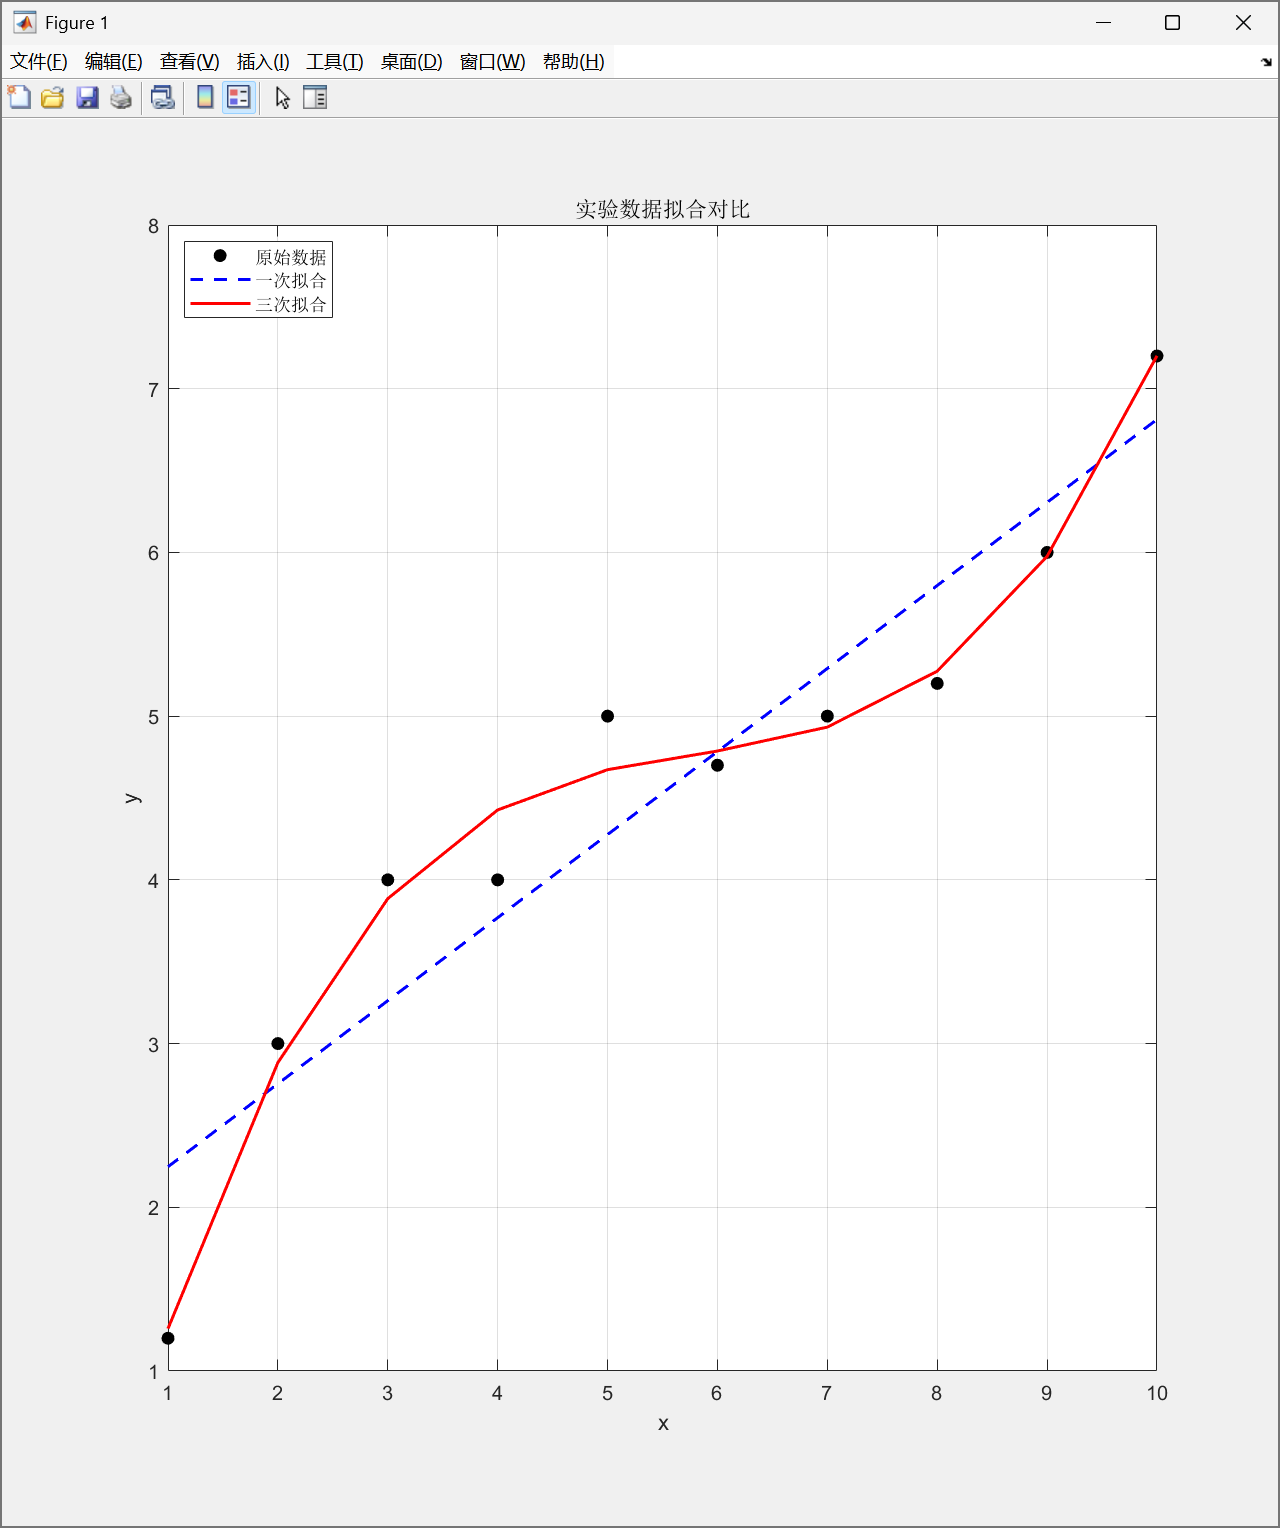 Figure 1
文件(F) 编辑(E) 查看(V) 插入(I) 工具(T) 桌面(D) 窗口(W) 帮助(H)
实验数据拟合对比
原始数据
一次拟合
三次拟合
8
7
6
5
4
3
2
1
y
1 2 3 4 5 6 7 8 9 10
x